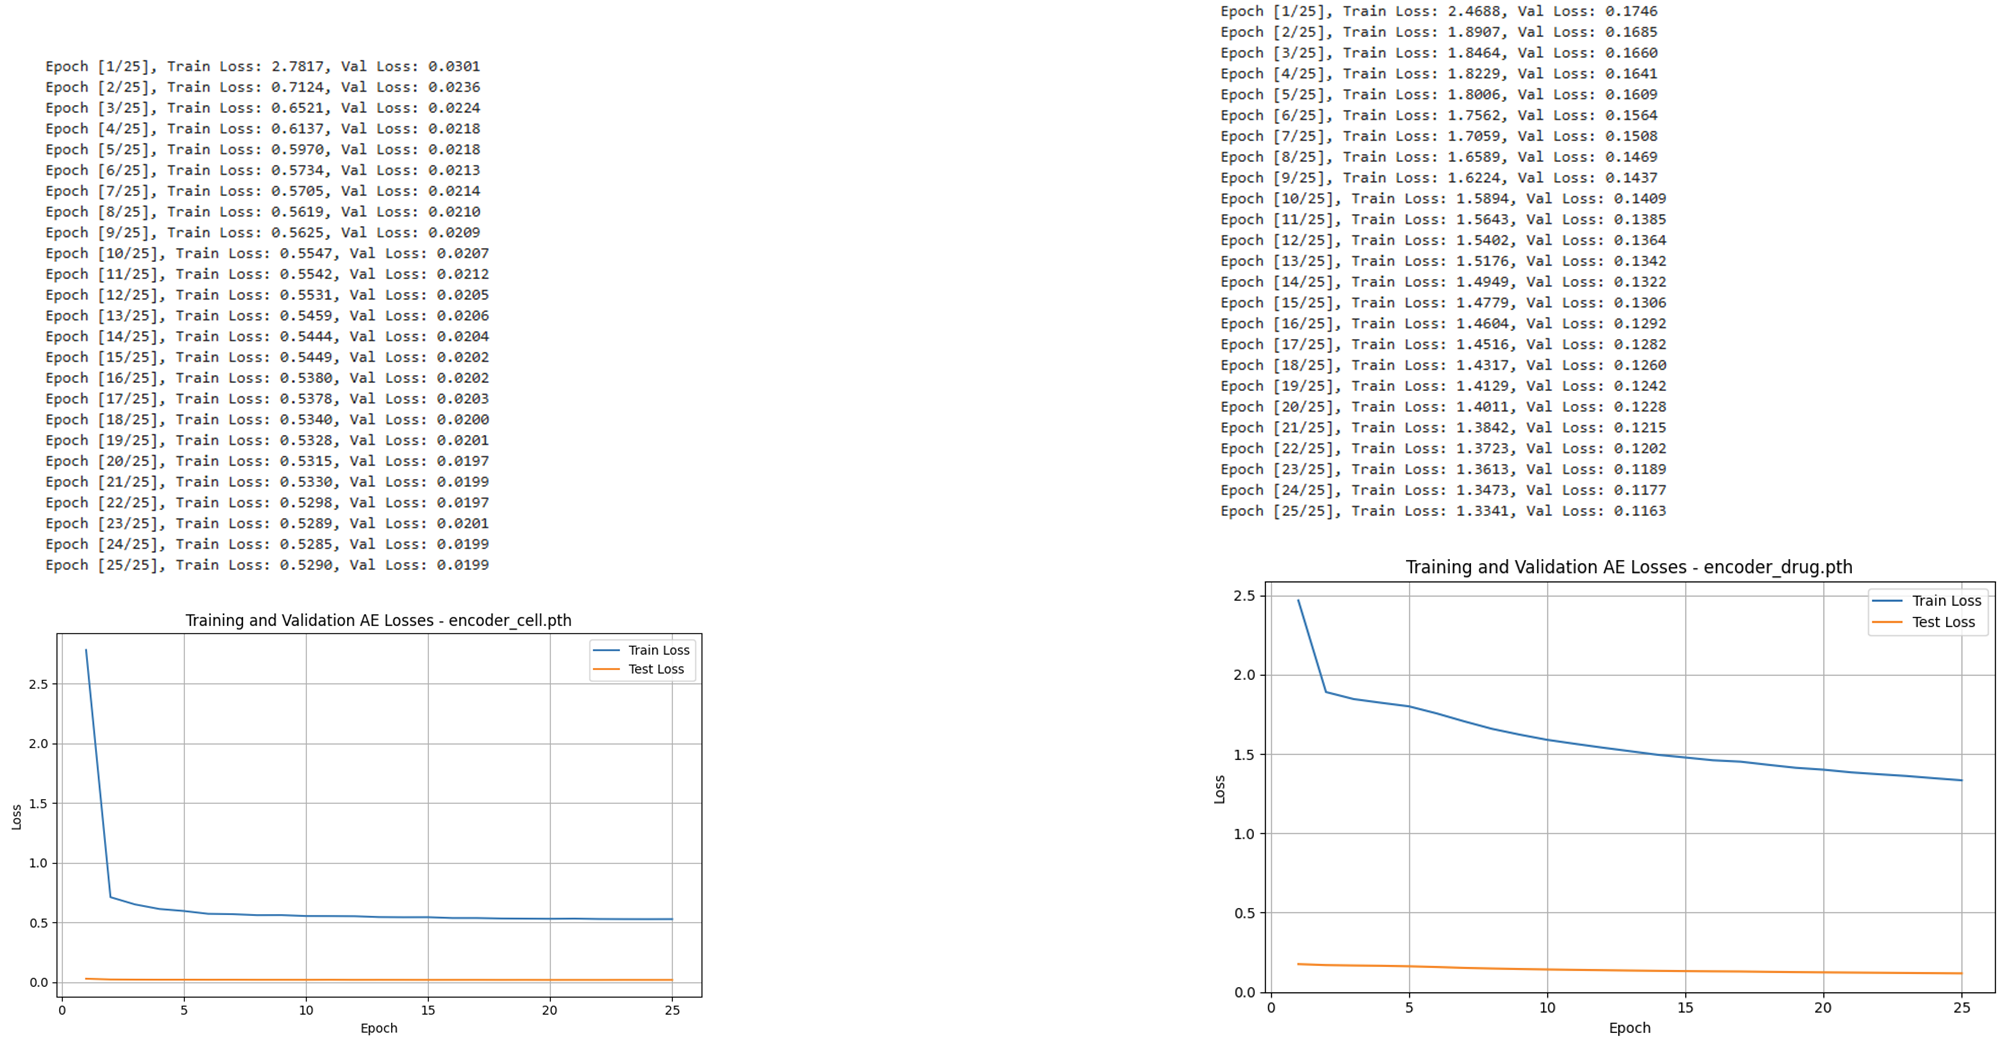 Epoch [1/25], Train Loss: 2.7817, Val Loss: 0.0301
Epoch [2/25], Train Loss: 0.7124, Val Loss: 0.0236
Epoch [3/25], Train Loss: 0.6521, Val Loss: 0.0224
Epoch [4/25], Train Loss: 0.6137, Val Loss: 0.0218
Epoch [5/25], Train Loss: 0.5970, Val Loss: 0.0218
Epoch [6/25], Train Loss: 0.5734, Val Loss: 0.0213
Epoch [7/25], Train Loss: 0.5705, Val Loss: 0.0214
Epoch [8/25], Train Loss: 0.5619, Val Loss: 0.0210
Epoch [9/25], Train Loss: 0.5625, Val Loss: 0.0209
Epoch [10/25], Train Loss: 0.5547, Val Loss: 0.0207
Epoch [11/25], Train Loss: 0.5542, Val Loss: 0.0212
Epoch [12/25], Train Loss: 0.5531, Val Loss: 0.0205
Epoch [13/25], Train Loss: 0.5459, Val Loss: 0.0206
Epoch [14/25], Train Loss: 0.5444, Val Loss: 0.0204
Epoch [15/25], Train Loss: 0.5449, Val Loss: 0.0202
Epoch [16/25], Train Loss: 0.5380, Val Loss: 0.0202
Epoch [17/25], Train Loss: 0.5378, Val Loss: 0.0203
Epoch [18/25], Train Loss: 0.5340, Val Loss: 0.0200
Epoch [19/25], Train Loss: 0.5328, Val Loss: 0.0201
Epoch [20/25], Train Loss: 0.5315, Val Loss: 0.0197
Epoch [21/25], Train Loss: 0.5330, Val Loss: 0.0199
Epoch [22/25], Train Loss: 0.5298, Val Loss: 0.0197
Epoch [23/25], Train Loss: 0.5289, Val Loss: 0.0201
Epoch [24/25], Train Loss: 0.5285, Val Loss: 0.0199
Epoch [25/25], Train Loss: 0.5290, Val Loss: 0.0199
Training and Validation AE Losses - encoder_cell.pth
Train Loss
Test Loss
2.5
2.0
1.5
1.0
0.5
0.0
Loss
0 5 10 15 20 25
Epoch
Epoch [1/25], Train Loss: 2.4688, Val Loss: 0.1746
Epoch [2/25], Train Loss: 1.8907, Val Loss: 0.1685
Epoch [3/25], Train Loss: 1.8464, Val Loss: 0.1660
Epoch [4/25], Train Loss: 1.8229, Val Loss: 0.1641
Epoch [5/25], Train Loss: 1.8006, Val Loss: 0.1609
Epoch [6/25], Train Loss: 1.7562, Val Loss: 0.1564
Epoch [7/25], Train Loss: 1.7059, Val Loss: 0.1508
Epoch [8/25], Train Loss: 1.6589, Val Loss: 0.1469
Epoch [9/25], Train Loss: 1.6224, Val Loss: 0.1437
Epoch [10/25], Train Loss: 1.5894, Val Loss: 0.1409
Epoch [11/25], Train Loss: 1.5643, Val Loss: 0.1385
Epoch [12/25], Train Loss: 1.5402, Val Loss: 0.1364
Epoch [13/25], Train Loss: 1.5176, Val Loss: 0.1342
Epoch [14/25], Train Loss: 1.4949, Val Loss: 0.1322
Epoch [15/25], Train Loss: 1.4779, Val Loss: 0.1306
Epoch [16/25], Train Loss: 1.4604, Val Loss: 0.1292
Epoch [17/25], Train Loss: 1.4516, Val Loss: 0.1282
Epoch [18/25], Train Loss: 1.4317, Val Loss: 0.1260
Epoch [19/25], Train Loss: 1.4129, Val Loss: 0.1242
Epoch [20/25], Train Loss: 1.4011, Val Loss: 0.1228
Epoch [21/25], Train Loss: 1.3842, Val Loss: 0.1215
Epoch [22/25], Train Loss: 1.3723, Val Loss: 0.1202
Epoch [23/25], Train Loss: 1.3613, Val Loss: 0.1189
Epoch [24/25], Train Loss: 1.3473, Val Loss: 0.1177
Epoch [25/25], Train Loss: 1.3341, Val Loss: 0.1163
Training and Validation AE Losses - encoder_drug.pth
Train Loss
Test Loss
2.5
2.0
1.5
1.0
0.5
0.0
Loss
0 5 10 15 20 25
Epoch